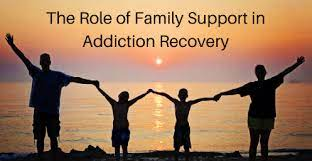 The Role of Family Support in
Addiction Recovery